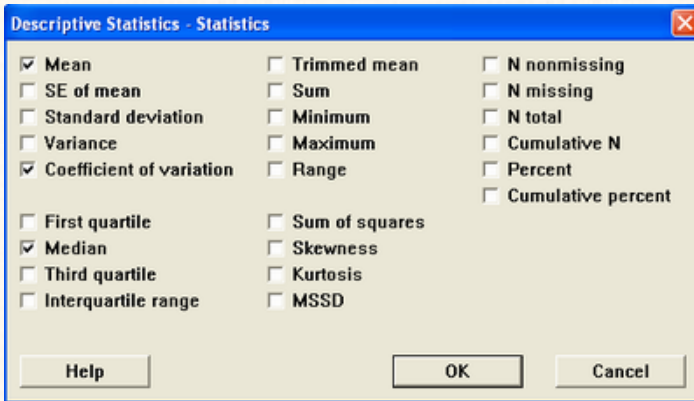 Descriptive Statistics - Statistics
Mean
SE of mean
Standard deviation
Variance
Coefficient of variation
First quartile
Median
Third quartile
Interquartile range
Trimmed mean
Sum
Minimum
Maximum
Range
Sum of squares
Skewness
Kurtosis
MSSD
N nonmissing
N missing
N total
Cumulative N
Percent
Cumulative percent
Help
OK
Cancel